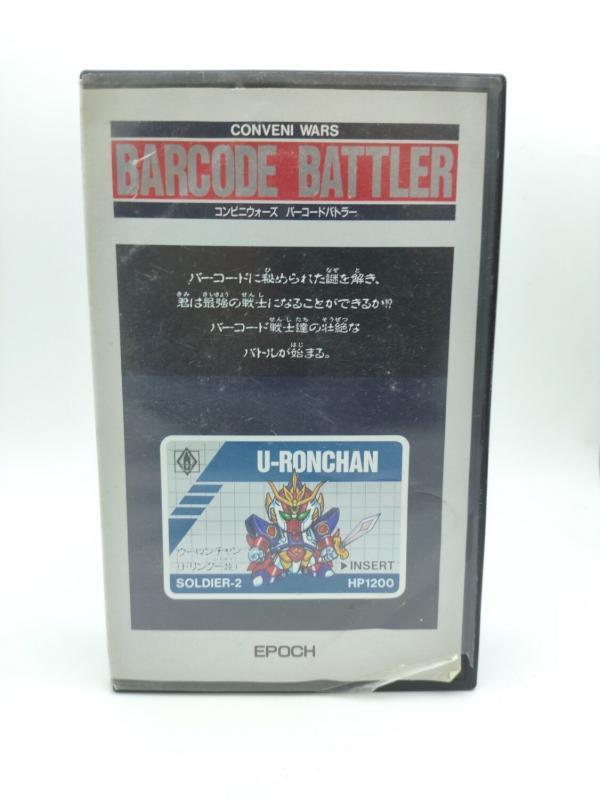 CONVENI WARS
BARCODE BATTLER
コンビニウォーズ バーコードバトラー
バーコードに秘められた謎を解き、
君は最強の戦士になることができるか!?
バーコード戦士達の壮絶な
バトルが始まる。
U-RONCHAN
ウーロンチャン
▶INSERT
SOLDIER-2 HP1200
EPOCH